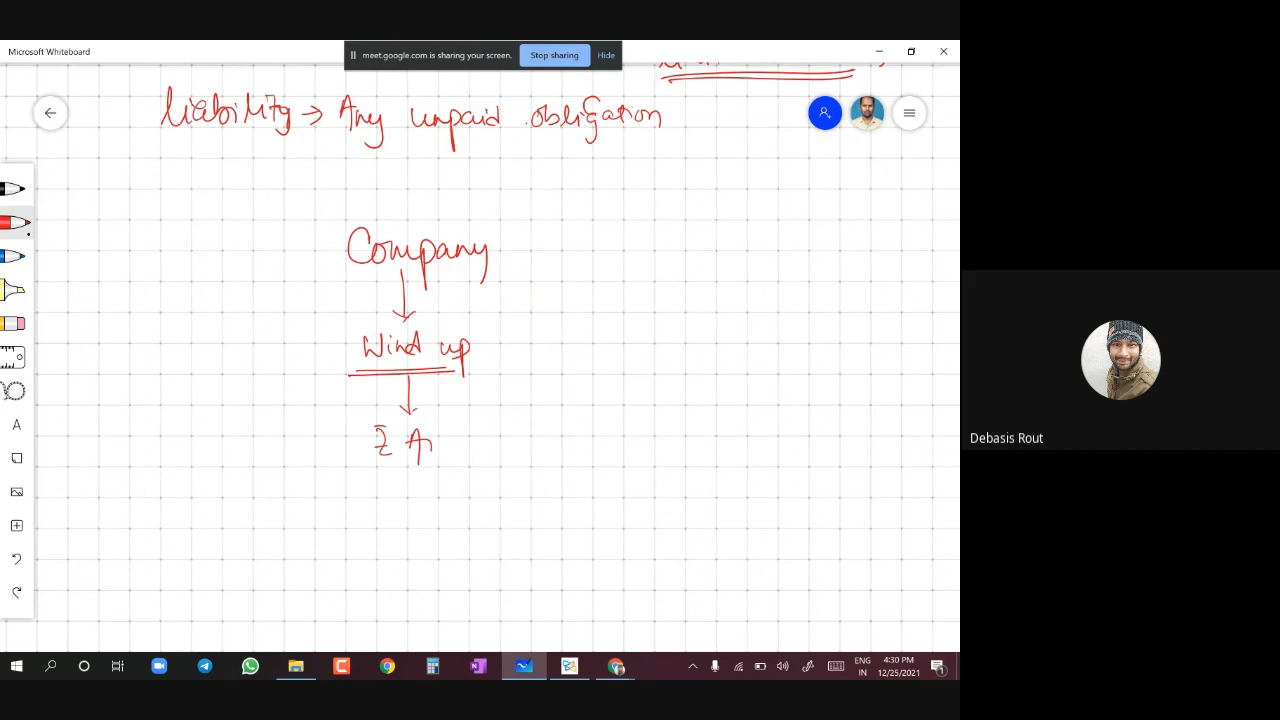 Microsoft Whiteboard
meet.google.com is sharing your screen.
Stop sharing
Hide
liability → Any unpaid obligation
Company
Wind up
Debasis Rout
A
ENG
IN
4:30 PM
12/25/2021
1